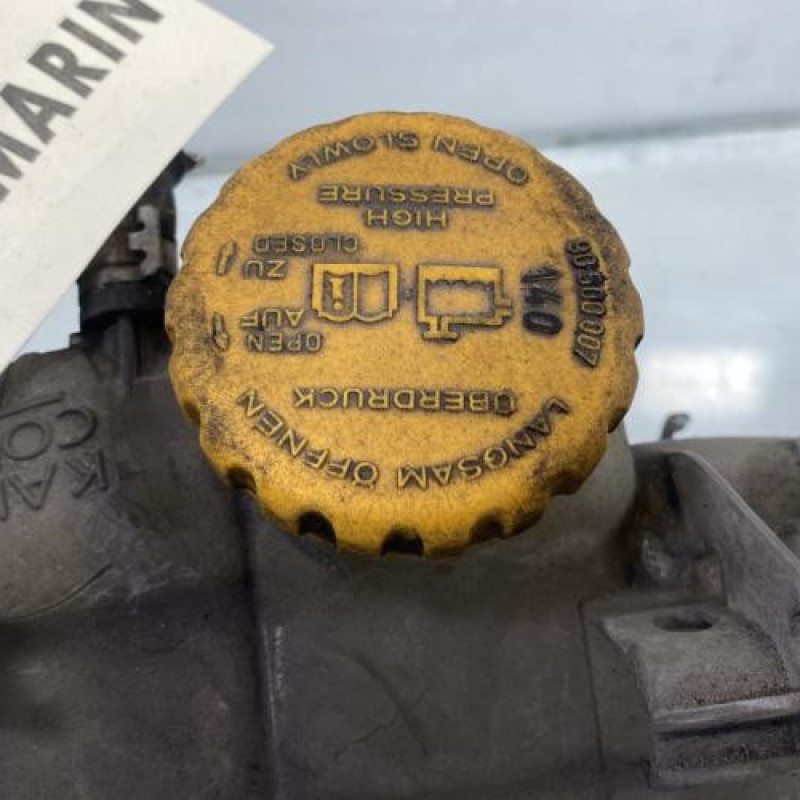 MARIN
LANGSAM ÖFFNEN
ÜBERDRUCK
OPEN
AUF
ZU
CLOSED
HIGH
PRESSURE
OPEN SLOWLY
140
90500007